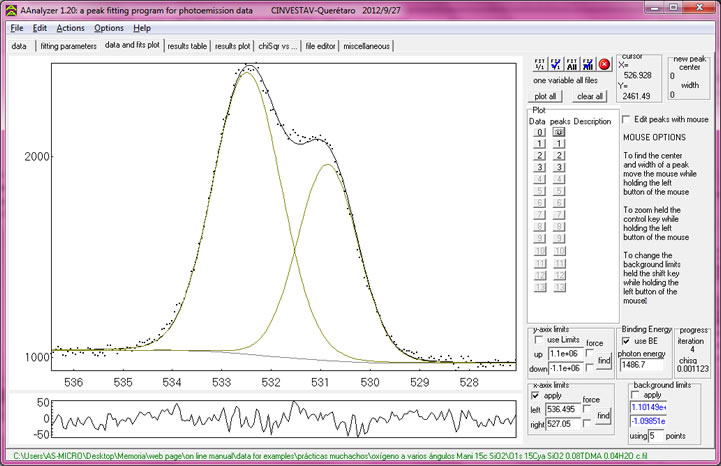 AAnalyzer 1.20: a peak fitting program for photoemission data CINVESTAV-Querétaro 2012/9/27
File Edit Actions Options Help
data fitting parameters data and fits plot results table results plot chiSqr vs ... file editor miscellaneous
2000
1000
536 535 534 533 532 531 530 529 528
50
0
-50
FIT 1/1 1/1 FIT All All
one variable all files
plot all clear all
cursor
X=
526.928
Y=
2461.49
new peak
center
0
width
0
Plot
Data peaks Description
0 0
1 1
2 2
3 3
4 4
5 5
6 6
7 7
8 8
9 9
10 10
11 11
12 12
13 13
Edit peaks with mouse
MOUSE OPTIONS
To find the center
and width of a peak
move the mouse while
holding the left
button of the mouse
To zoom held the
control key while
holding the left
button of the mouse
To change the
background limits
held the shift key
while holding the
left button of the
mouse
y-axis limits
use Limits force
up 1.1e+06
down -1.1e+06
find
Binding Energy
use BE
photon energy
1486.7
progress
iteration
4
chisq
0.001123
x-axis limits
apply force
left 536.495
right 527.05
find
background limits
apply
1.10149e+
-1.09851e
using 5 points
C:\Users\AS-MICRO\Desktop\Memoria\web page\on line manual\data for examples\prácticas muchachos\oxígeno a varios ángulos Mani 15c SiO2\O1s 15Cya SiO2 0.08TDMA 0.04H2O c.fil